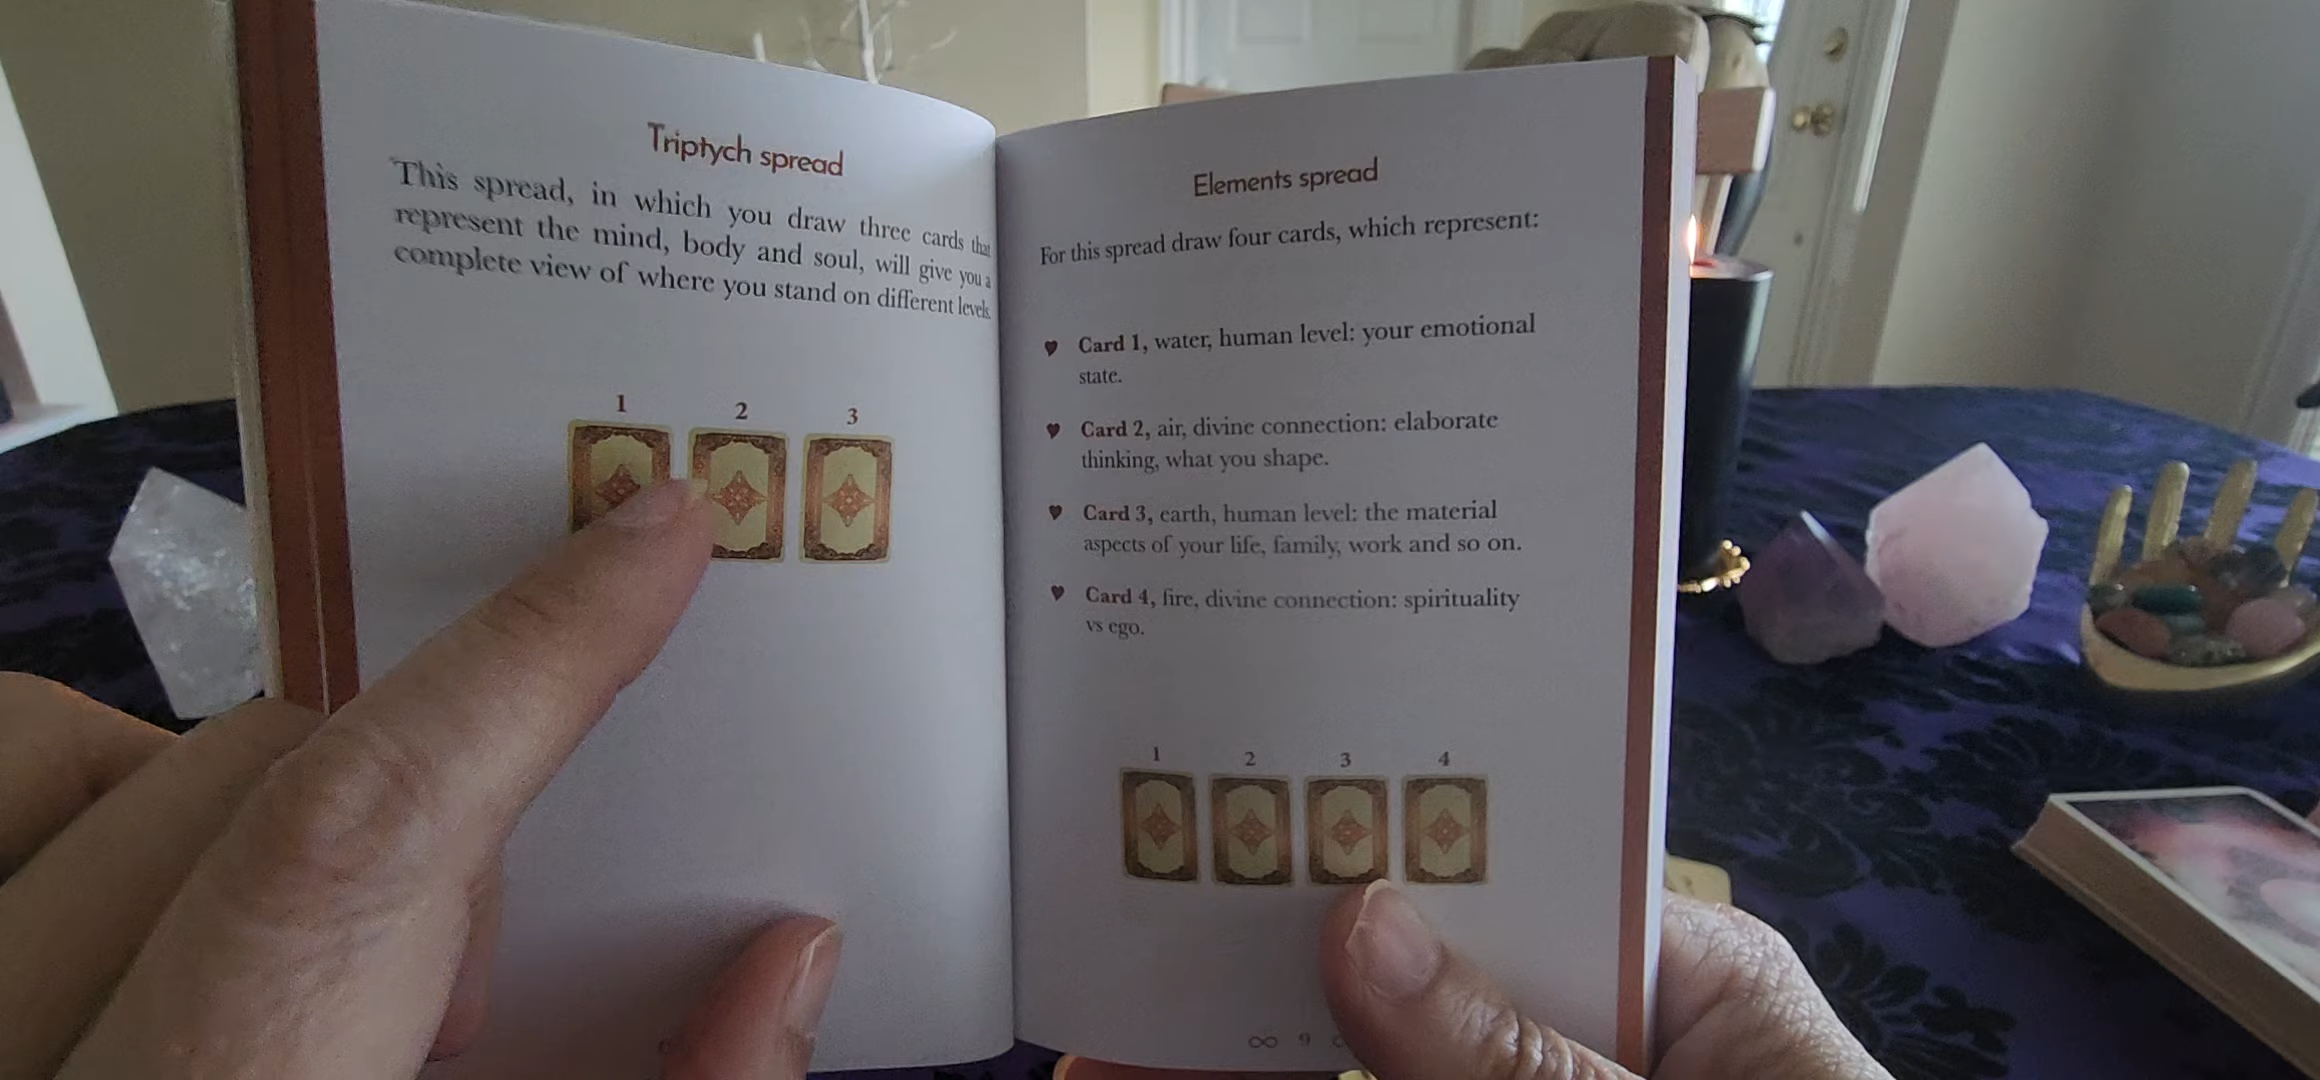 Triptych spread
This spread, in which you draw three cards that
represent the mind, body and soul, will give you a
complete view of where you stand on different levels.
1 2 3
Elements spread
For this spread draw four cards, which represent:
♥ Card 1, water, human level: your emotional
state.
♥ Card 2, air, divine connection: elaborate
thinking, what you shape.
♥ Card 3, earth, human level: the material
aspects of your life, family, work and so on.
♥ Card 4, fire, divine connection: spirituality
vs ego.
1 2 3 4
∞ 9